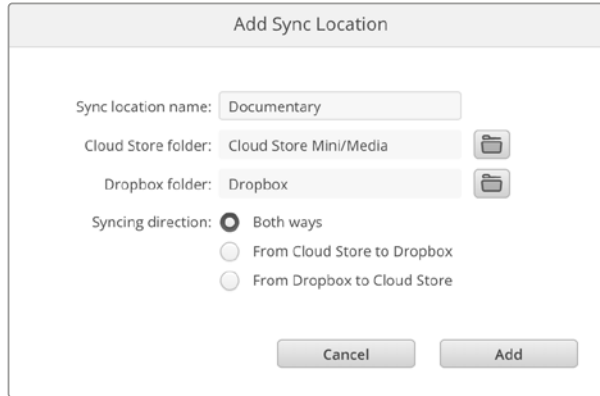 Add Sync Location
Sync location name: Documentary
Cloud Store folder: Cloud Store Mini/Media
Dropbox folder: Dropbox
Syncing direction: Both ways
From Cloud Store to Dropbox
From Dropbox to Cloud Store
Cancel Add